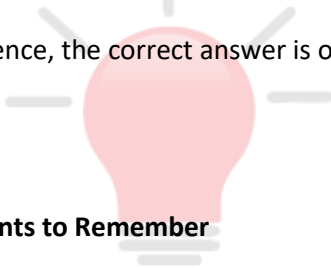 ence, the correct answer is o
nts to Remember